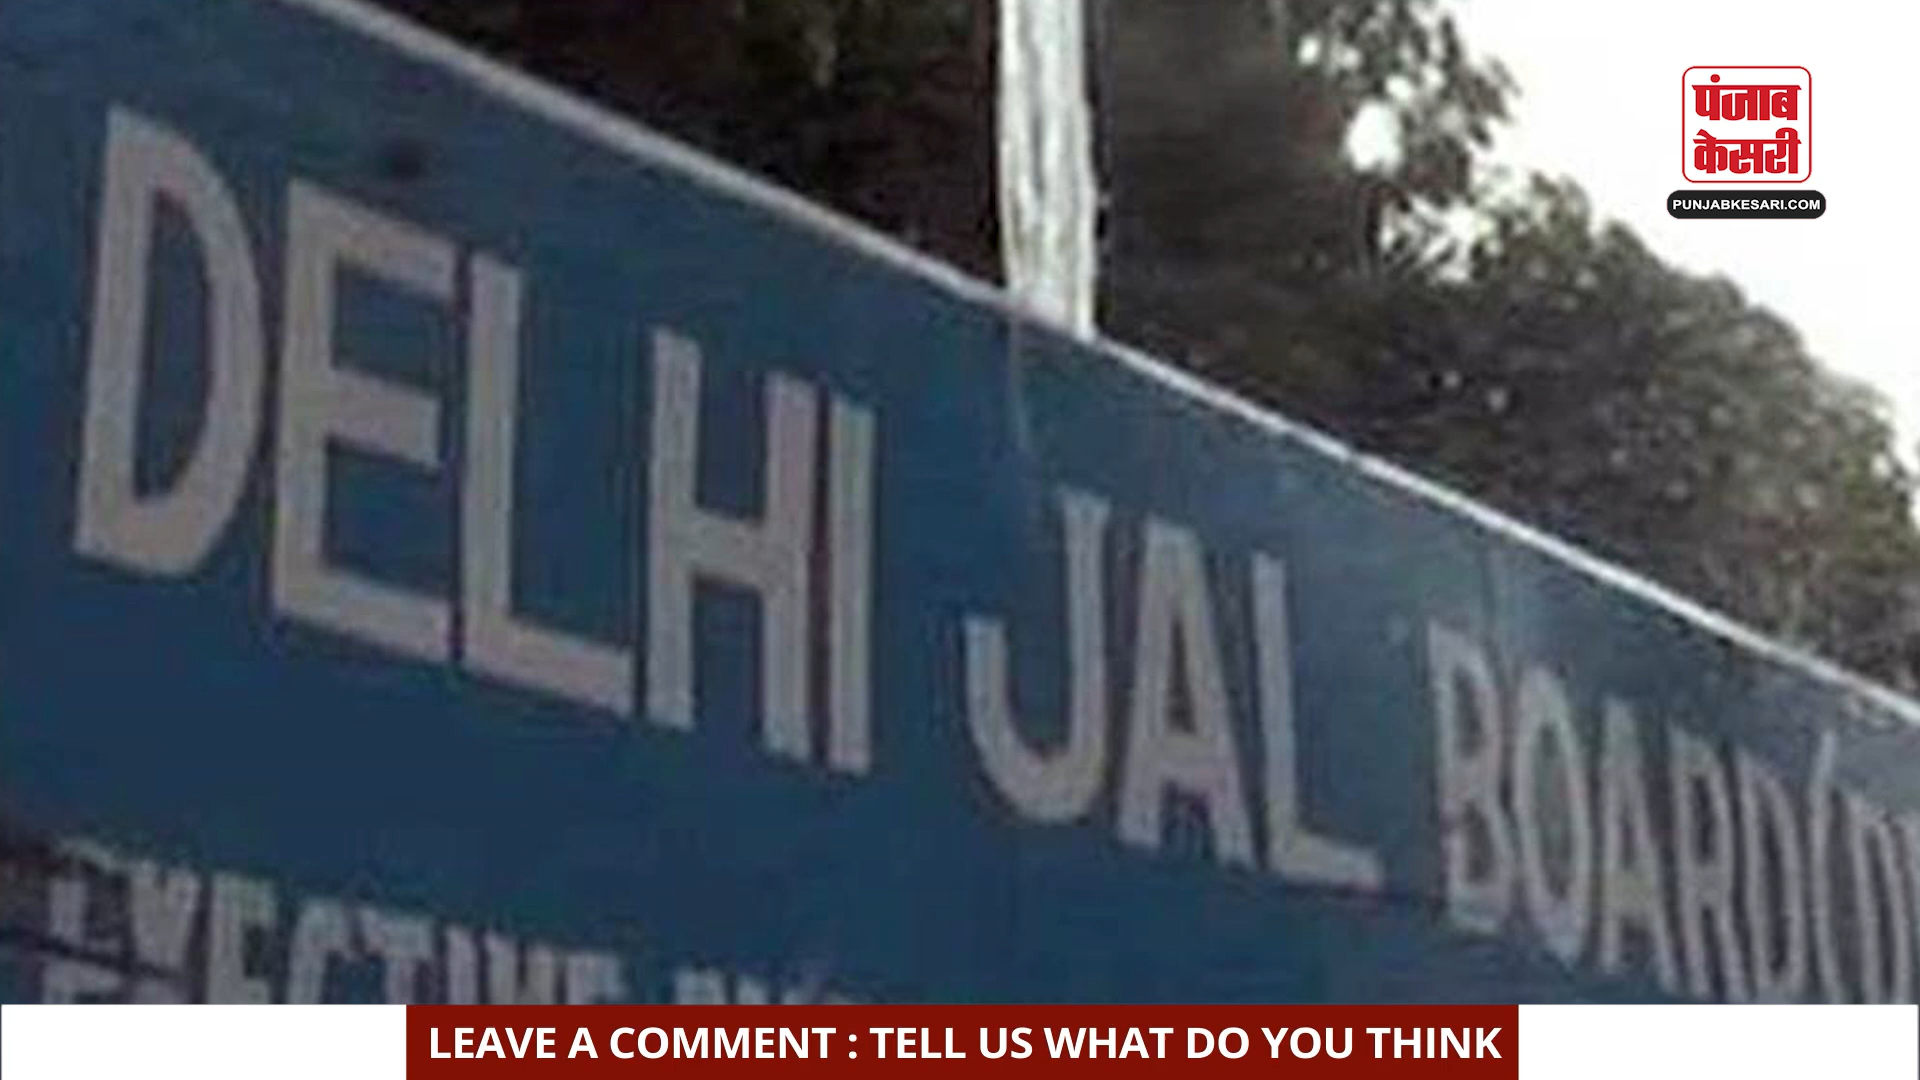 पंजाब
केसरी
PUNJABKESARI.COM
DELHI JAL BOARD
LEAVE A COMMENT : TELL US WHAT DO YOU THINK